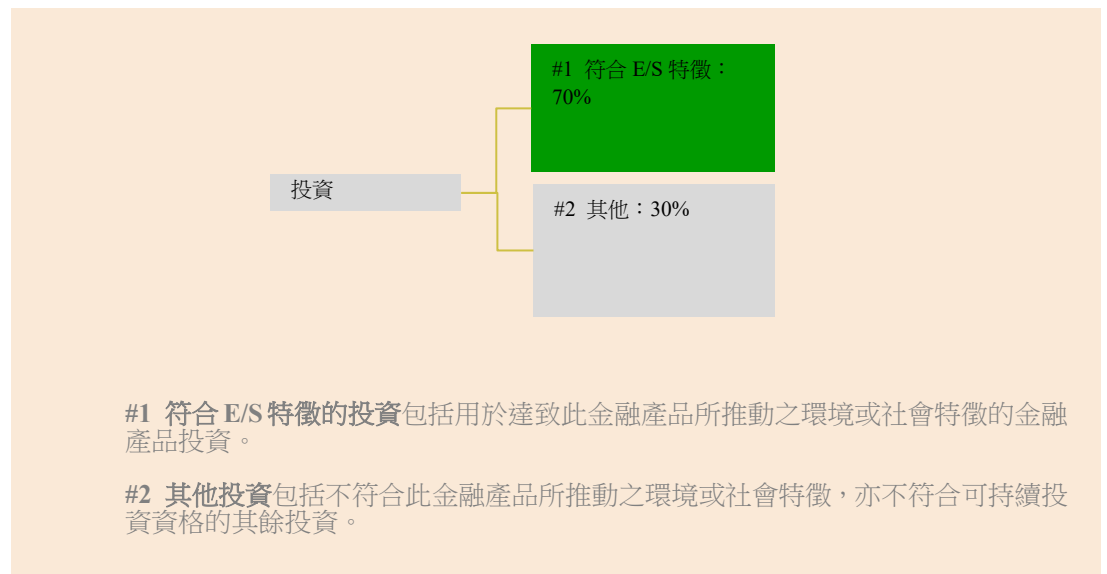 #1 符合 E/S 特徵：
70%
投資
#2 其他：30%
#1 符合 E/S 特徵的投資包括用於達致此金融產品所推動之環境或社會特徵的金融
產品投資。
#2 其他投資包括不符合此金融產品所推動之環境或社會特徵，亦不符合可持續投
資資格的其餘投資。